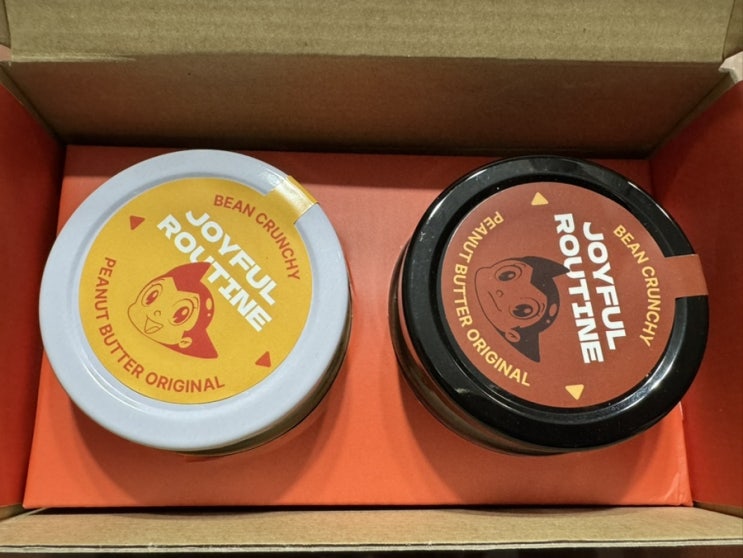 BEAN CRUNCHY
JOYFUL
ROUTINE
PEANUT BUTTER ORIGINAL
BEAN CRUNCHY
JOYFUL
ROUTINE
PEANUT BUTTER ORIGINAL